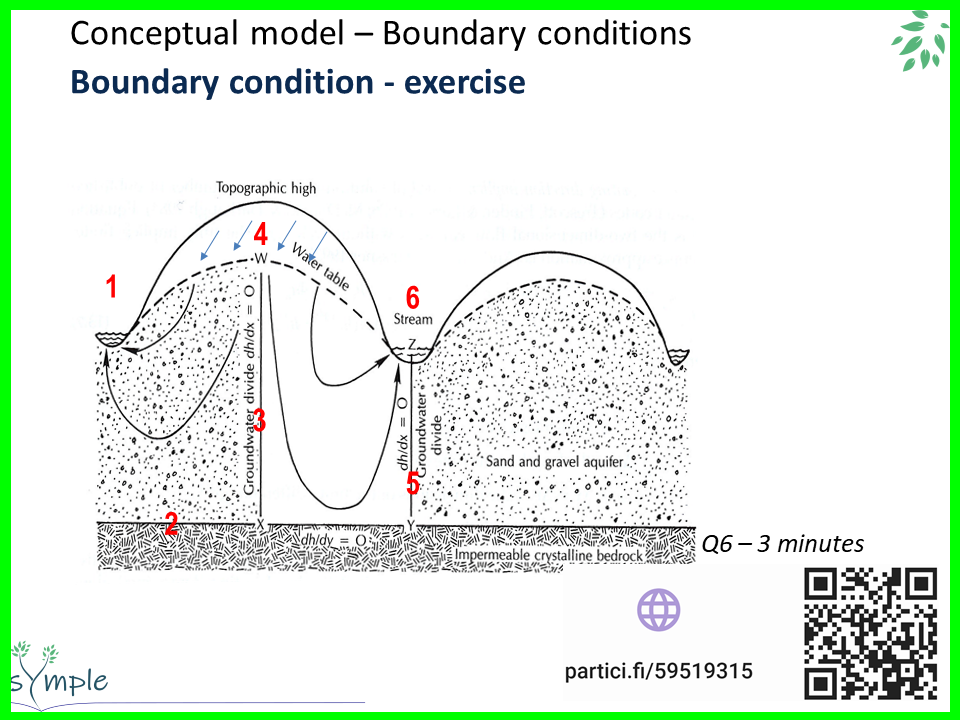 Conceptual model – Boundary conditions
Boundary condition - exercise
Topographic high
4
W
Water table
1
6
Stream
Z
Groundwater divide dh/dx = O
3
dh/dx = O
Groundwater
divide
5
Sand and gravel aquifer
2
X
Y
dh/dy = O
Impermeable crystalline bedrock
Q6 – 3 minutes
partici.fi/59519315
sYmple